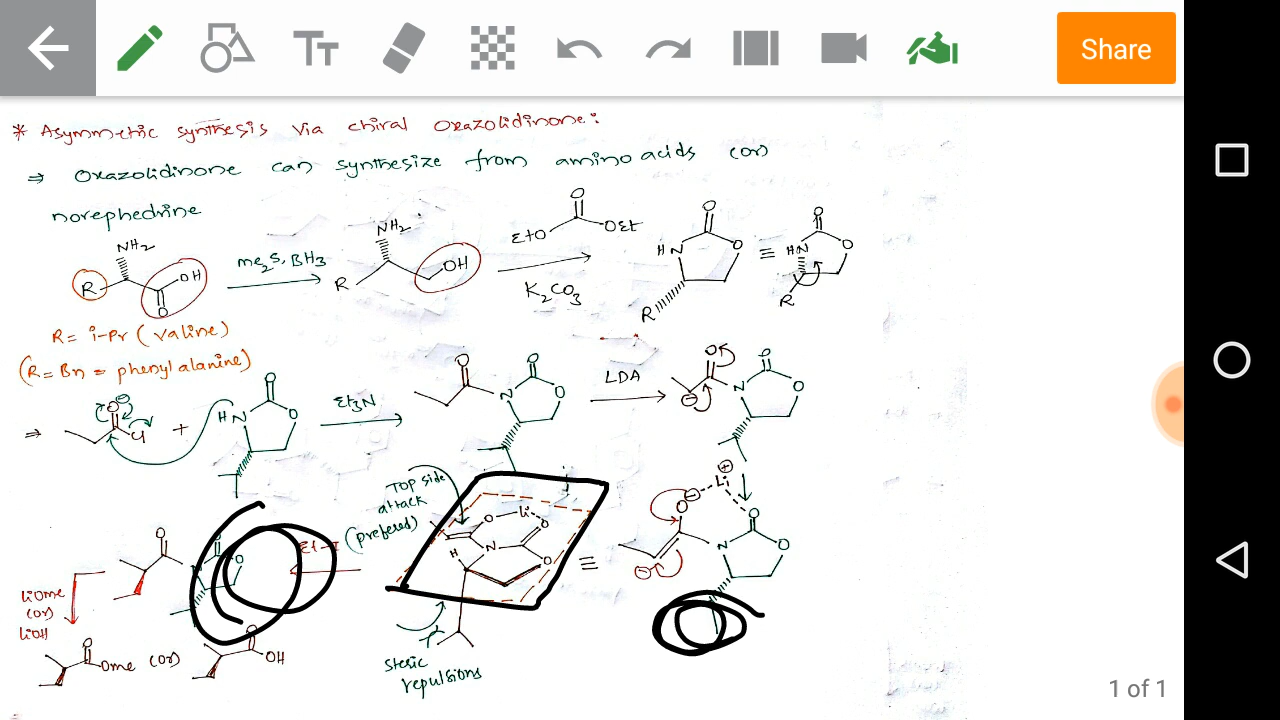 Share
* Asymmetric synthesis via chiral Oxazolidinone:
⇒ Oxazolidinone can synthesize from amino acids (or)
norephedrine
NH2
R
OH
O
me2S, BH3
NH2
R
OH
O
EtO
OEt
K2CO3
O
HN
O
R
≡
O
HN
O
R
R = i-Pr (valine)
(R = Bn = phenyl alanine)
⇒
O
Cl
+
O
HN
O
Et3N
O
O
N
O
LDA
O
O
N
O
Top side
attack
(prefered)
O
Li
O
H
N
O
≡
Li
O
O
N
O
Et-I
O
O
N
O
LiOMe
(or)
LiOH
O
OMe
(or)
O
OH
Steric
repulsions
1 of 1